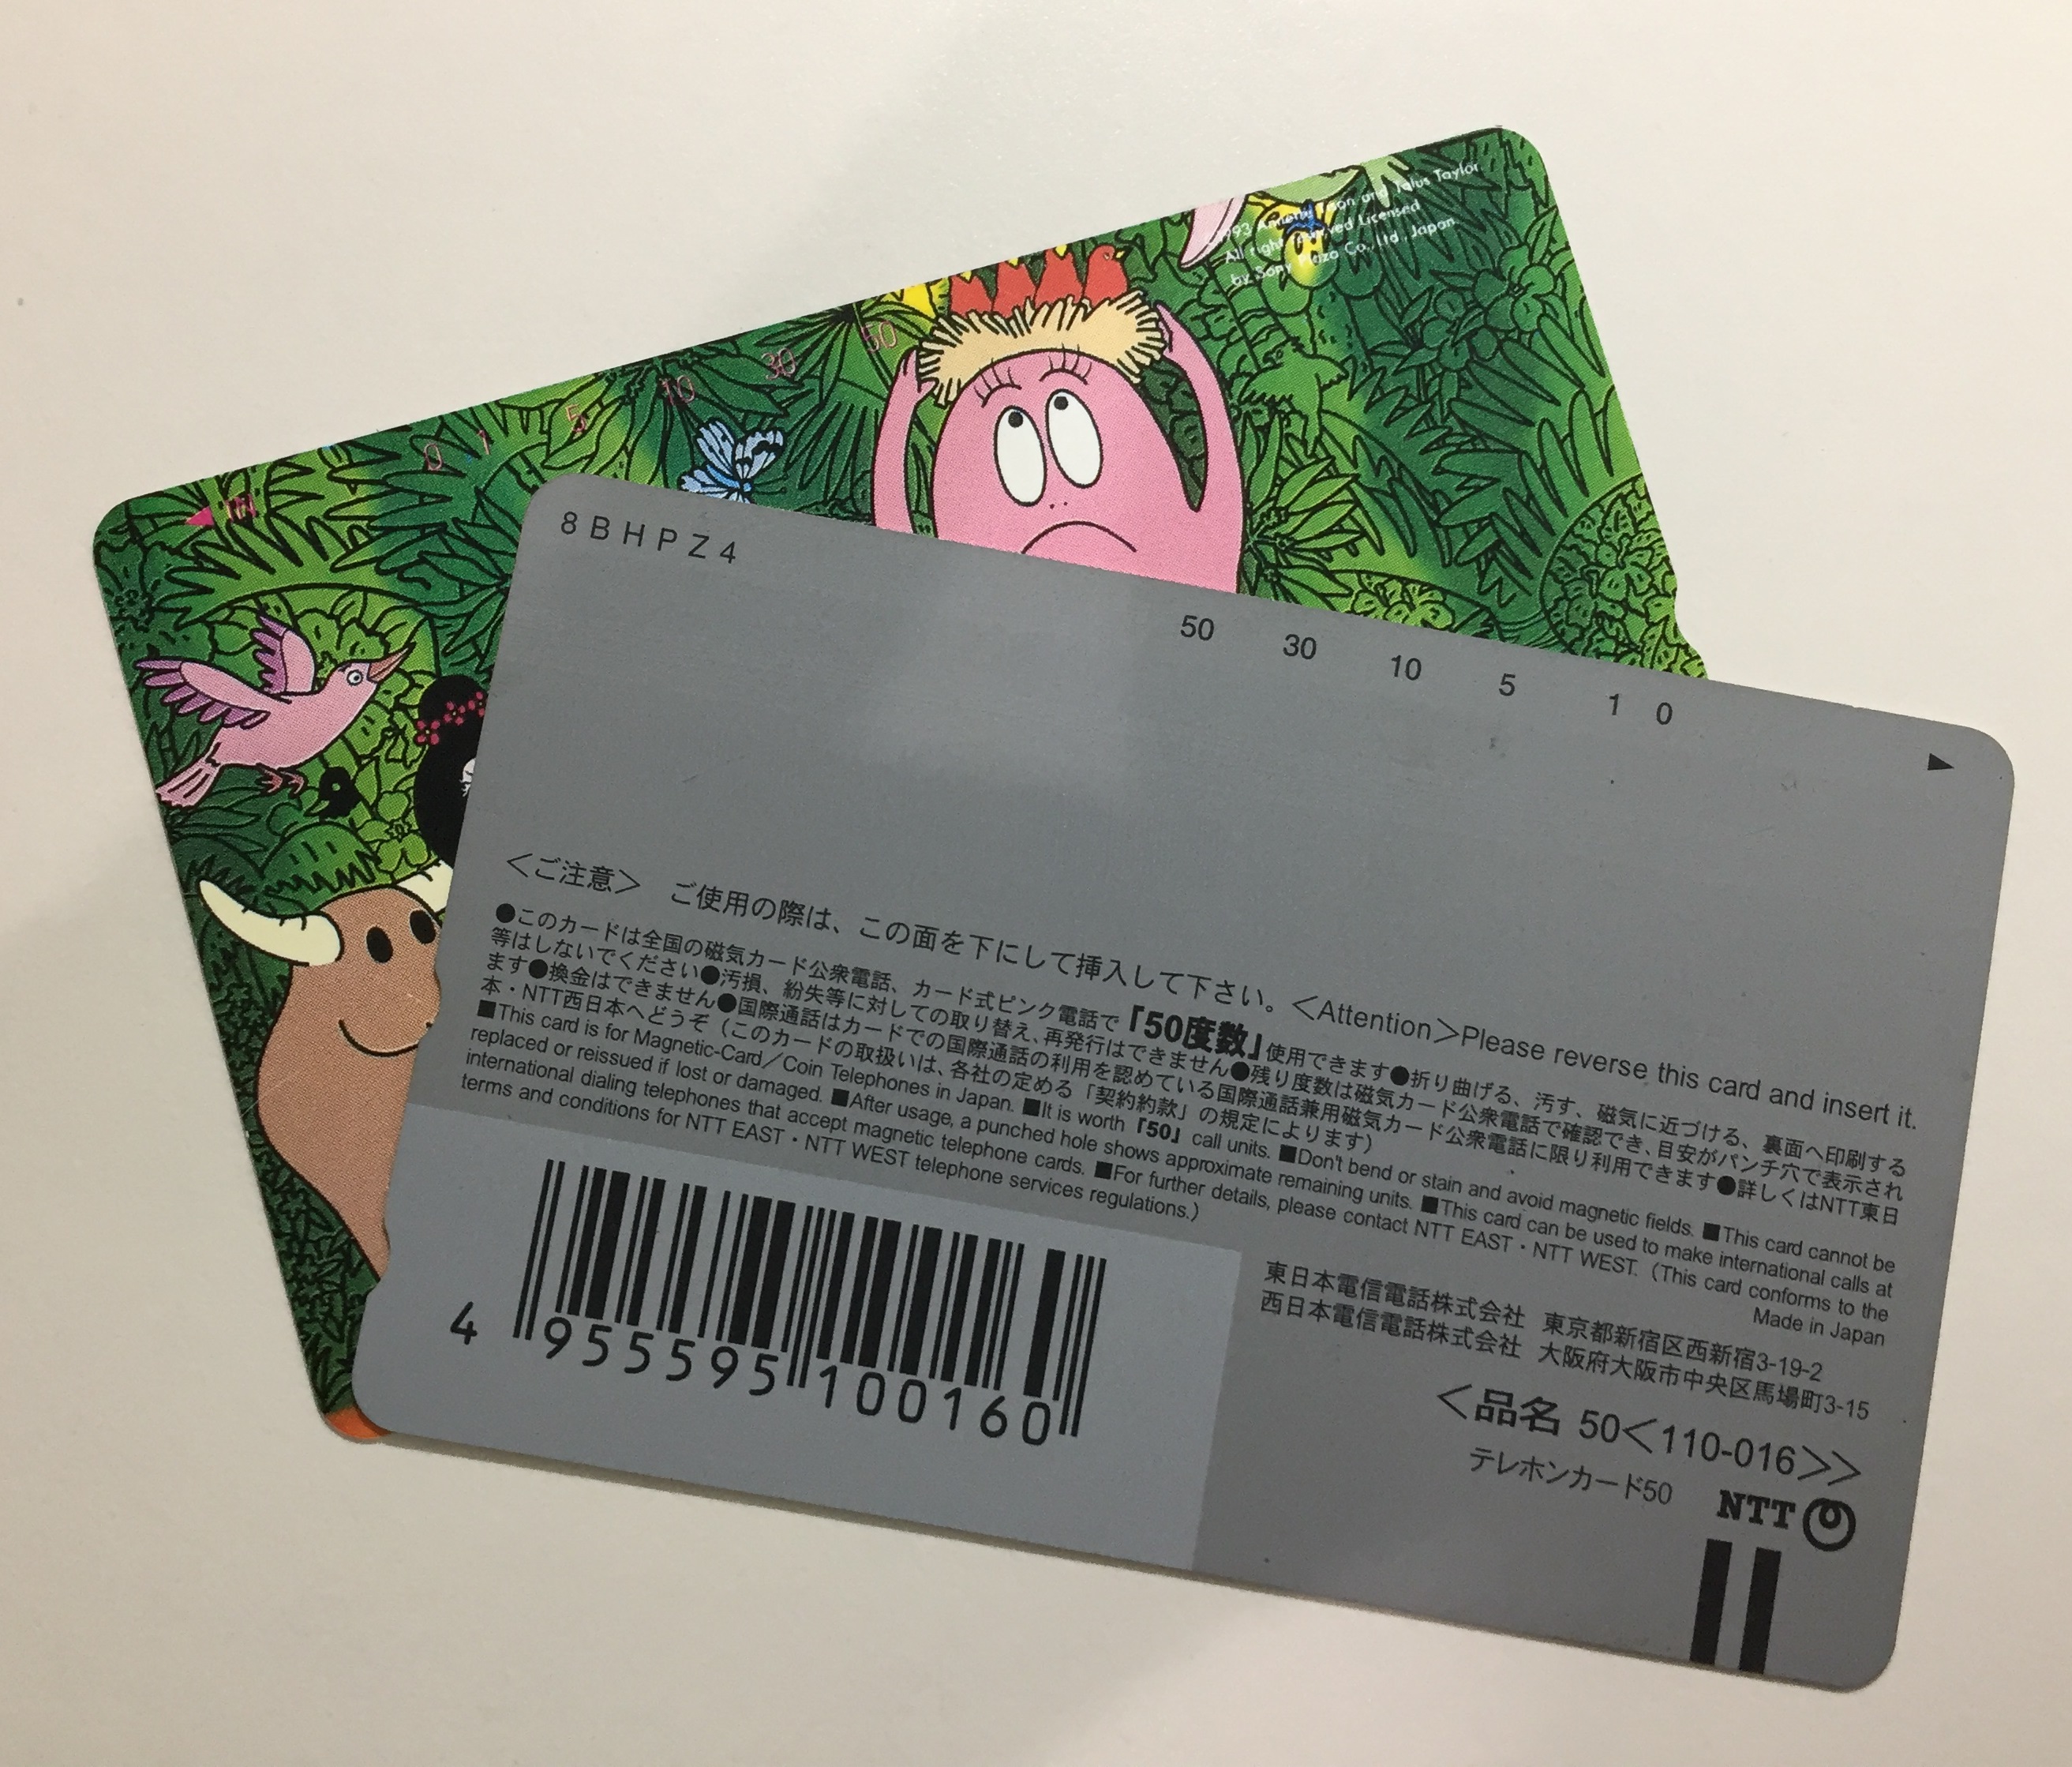 1993 Annette Tison and Talus Taylor.
All rights reserved Licensed
by Sony Plaza Co., Ltd., Japan
IN 0 1 5 10 30 50
8BHPZ4
50 30 10 5 1 0
<ご注意> ご使用の際は、この面を下にして挿入して下さい。<Attention>Please reverse this card and insert it.
●このカードは全国の磁気カード公衆電話、カード式ピンク電話で「50度数」使用できます●折り曲げる、汚す、磁気に近づける、裏面へ印刷する
等はしないでください●汚損、紛失等に対しての取り替え、再発行はできません●残り度数は磁気カード公衆電話で確認でき、目安がパンチ穴で表示され
ます●換金はできません●国際通話はカードでの国際通話の利用を認めている国際通話兼用磁気カード公衆電話に限り利用できます●詳しくはNTT東日
本・NTT西日本へどうぞ(このカードの取扱いは、各社の定める「契約約款」の規定によります)
■This card is for Magnetic-Card/Coin Telephones in Japan. ■It is worth「50」call units. ■Don't bend or stain and avoid magnetic fields. ■This card cannot be
replaced or reissued if lost or damaged. ■After usage, a punched hole shows approximate remaining units. ■This card can be used to make international calls at
international dialing telephones that accept magnetic telephone cards. ■For further details, please contact NTT EAST・NTT WEST. (This card conforms to the
terms and conditions for NTT EAST・NTT WEST telephone services regulations.)
Made in Japan
東日本電信電話株式会社 東京都新宿区西新宿3-19-2
西日本電信電話株式会社 大阪府大阪市中央区馬場町3-15
<品名 50<110-016>>
テレホンカード50
NTT
4 955595 100160